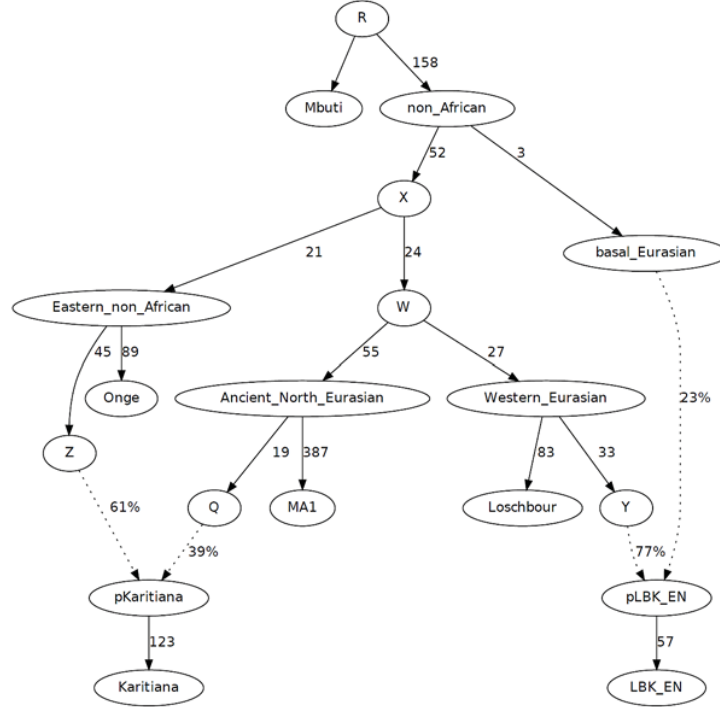 R
158
Mbuti
non_African
52
3
X
21
24
basal_Eurasian
Eastern_non_African
W
45
89
55
27
23%
Onge
Ancient_North_Eurasian
Western_Eurasian
Z
19
387
83
33
61%
Q
MA1
Loschbour
Y
39%
77%
pKaritiana
pLBK_EN
123
57
Karitiana
LBK_EN